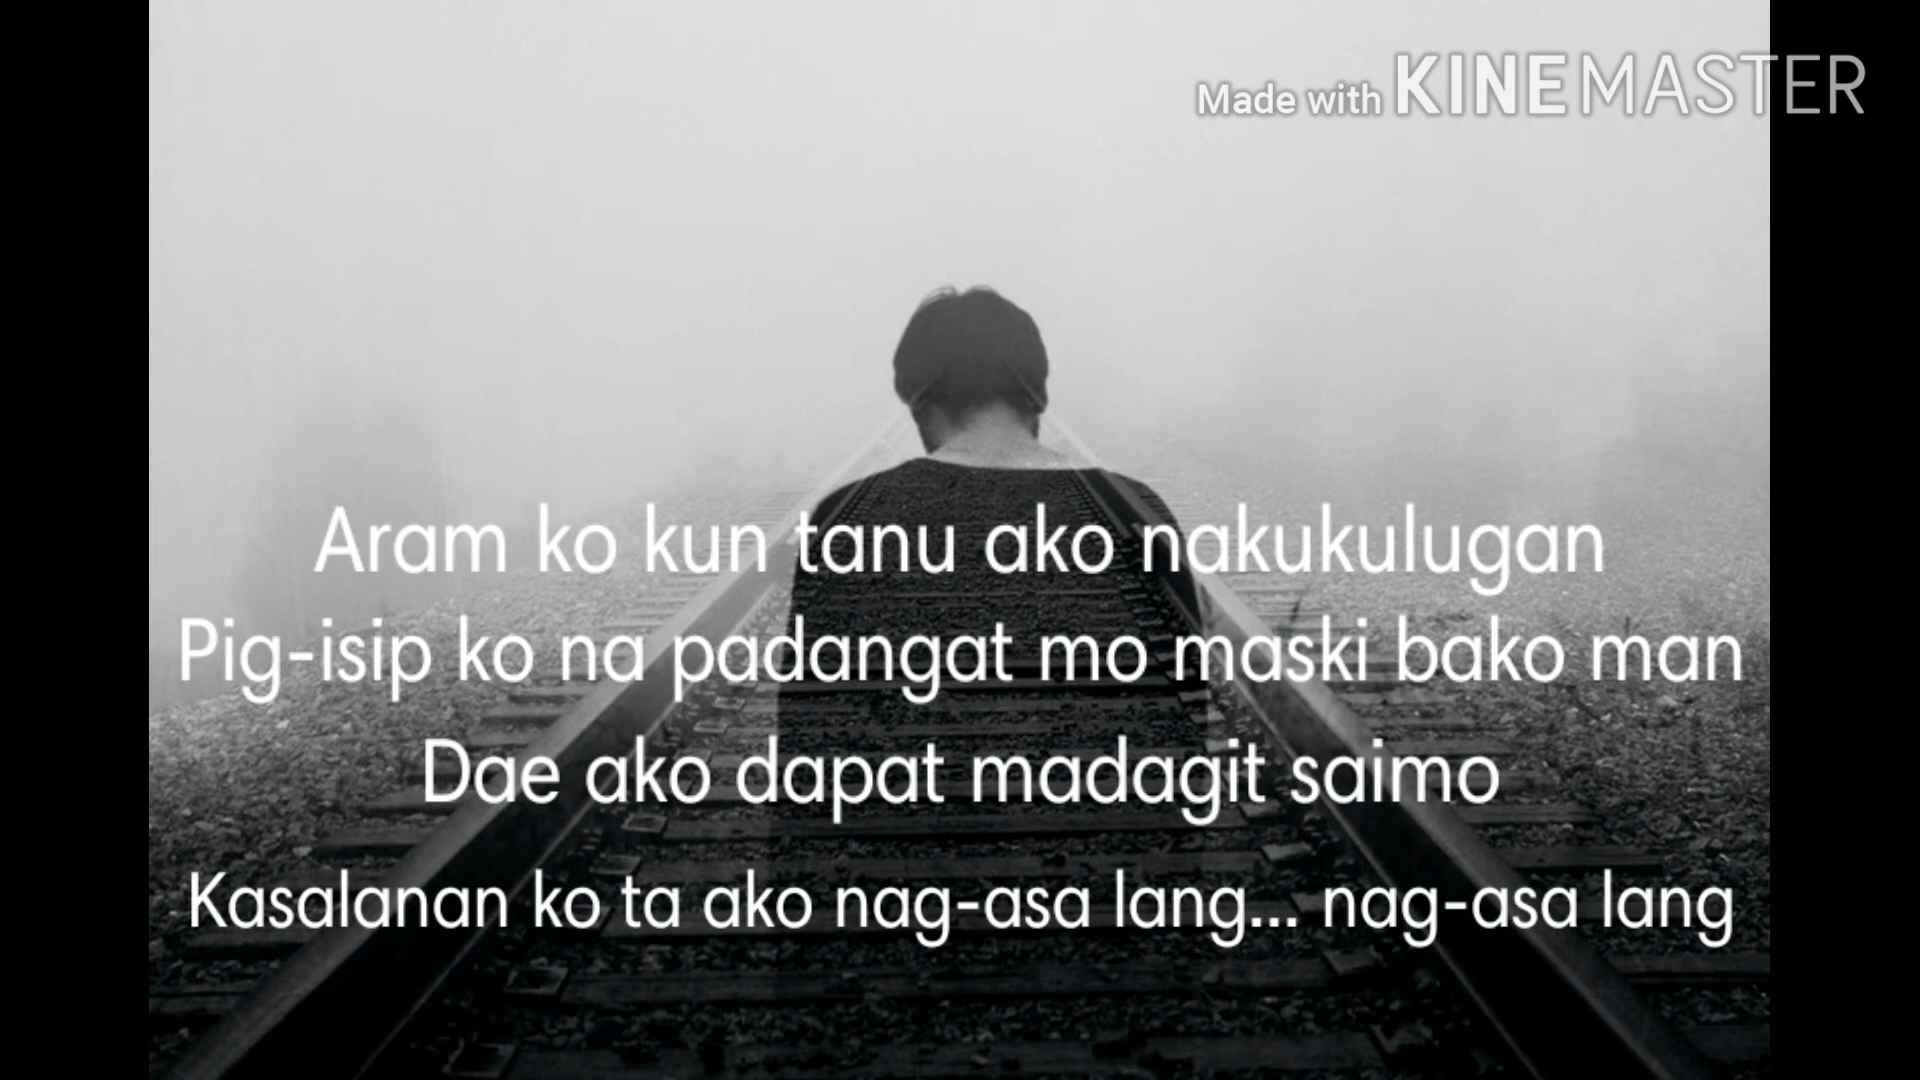 Made with KINEMASTER
Aram ko kun tanu ako nakukulugan
Pig-isip ko na padangat mo maski bako man
Dae ako dapat madagit saimo
Kasalanan ko ta ako nag-asa lang... nag-asa lang